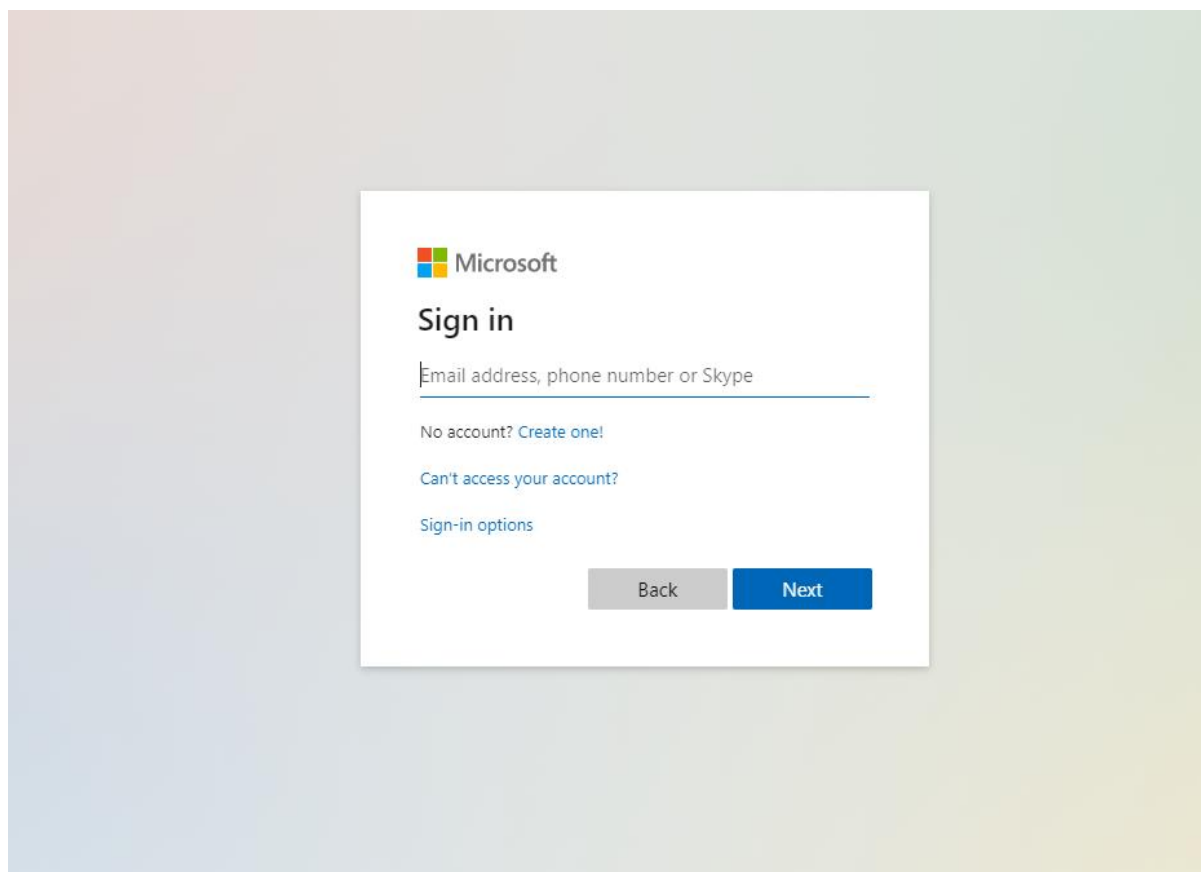 Microsoft
Sign in
Email address, phone number or Skype
No account? Create one!
Can't access your account?
Sign-in options
Back Next